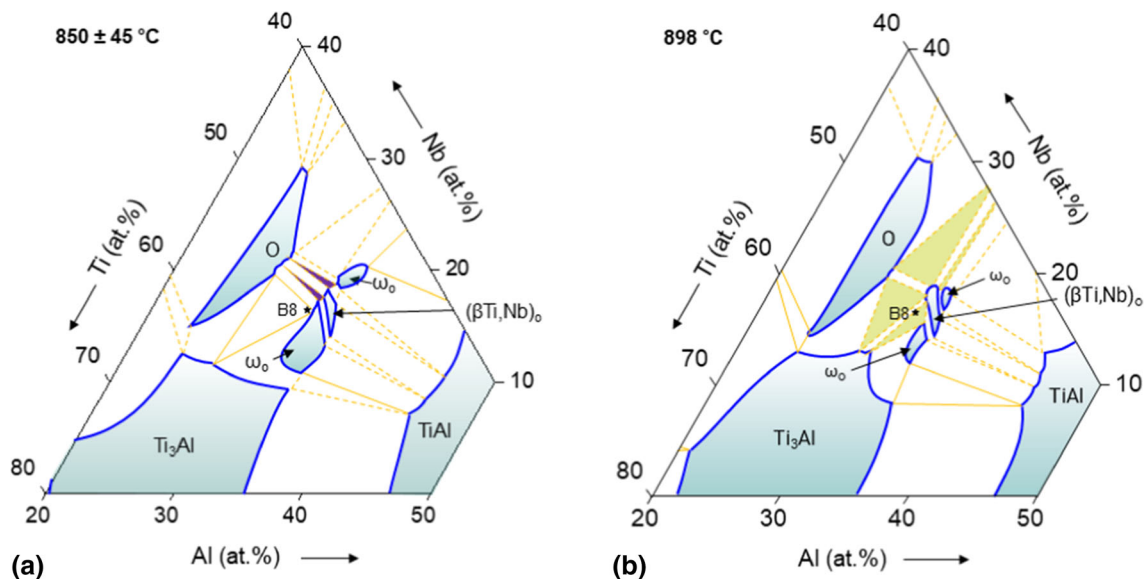 850 ± 45 °C
40
40
50
30
60
20
70
10
80
20
30
40
50
Ti (at.%)
Nb (at.%)
Al (at.%)
O
B8
ωₒ
(βTi,Nb)ₒ
ωₒ
Ti₃Al
TiAl
(a)
898 °C
40
40
50
30
60
20
70
10
80
20
30
40
50
Ti (at.%)
Nb (at.%)
Al (at.%)
O
B8
ωₒ
(βTi,Nb)ₒ
ωₒ
Ti₃Al
TiAl
(b)